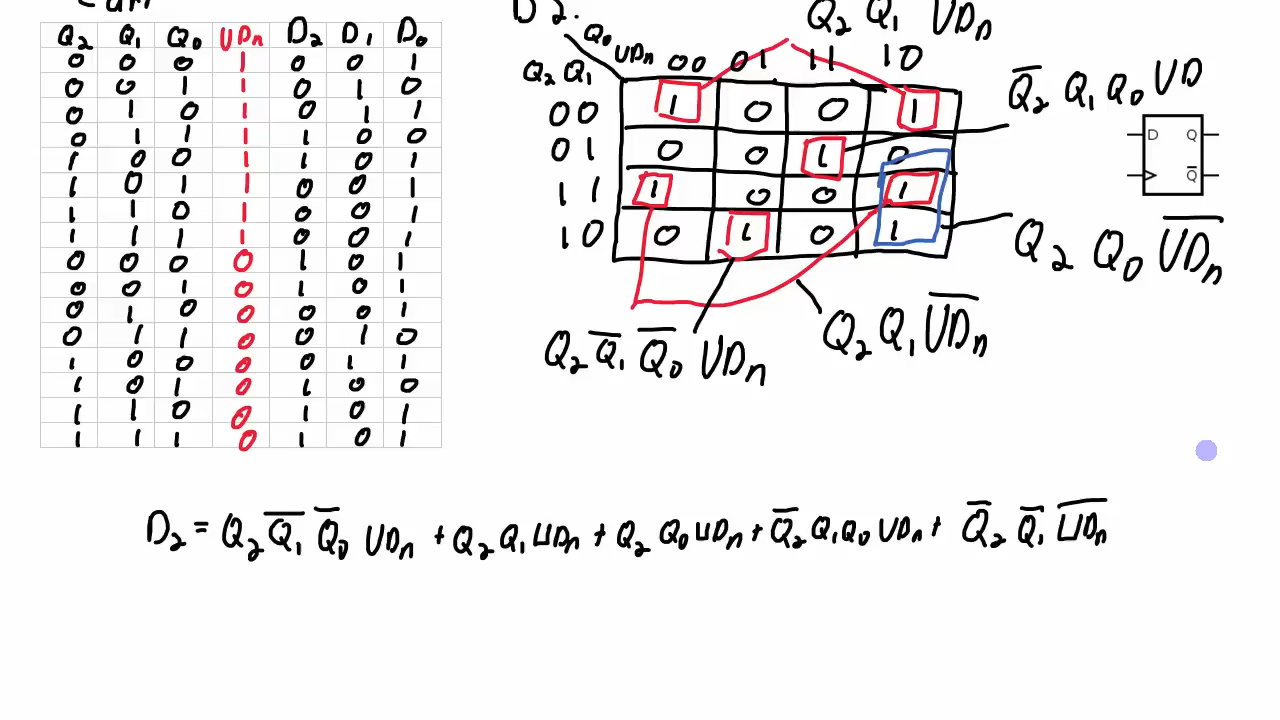 D2:
Q2 Q1 UDn
Q2 Q1 Q0 UDn D2 D1 D0
0 0 0 1 0 0 1
0 0 1 1 0 1 0
0 1 0 1 0 1 1
0 1 1 1 1 0 0
1 0 0 1 1 0 1
1 0 1 1 0 0 1
1 1 0 1 0 0 1
1 1 1 1 0 0 1
0 0 0 0 1 0 1
0 0 1 0 1 0 1
0 1 0 0 0 0 1
0 1 1 0 0 1 0
1 0 0 0 0 1 1
1 0 1 0 1 0 0
1 1 0 0 1 0 1
1 1 1 0 1 0 1
Q0 UDn 00 01 11 10
Q2 Q1
00 1 0 0 1
01 0 0 1 0
11 1 0 0 1
10 0 1 0 1
Q̅2 Q1 Q0 UD
D Q
Q̅
Q2 Q0 U̅D̅n̅
Q2 Q1 U̅D̅n
Q2 Q̅1 Q̅0 UDn
D2 = Q2 Q̅1 Q̅0 UDn + Q2 Q1 UDn + Q2 Q0 UDn + Q̅2 Q1 Q0 UDn + Q̅2 Q̅1 U̅D̅n̅